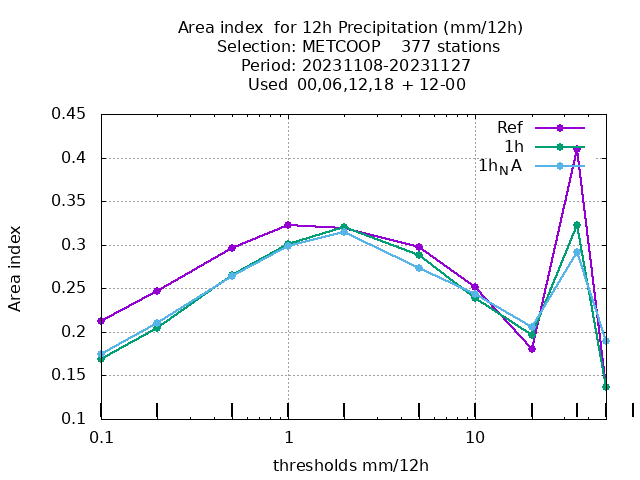 Area index  for 12h Precipitation (mm/12h)
Selection: METCOOP    377 stations
Period: 20231108-20231127
Used 00,06,12,18 + 12-00
0.45
0.4
0.35
0.3
0.25
0.2
0.15
0.1
Area index
Ref
1h
1h_NA
0.1
1
10
thresholds mm/12h